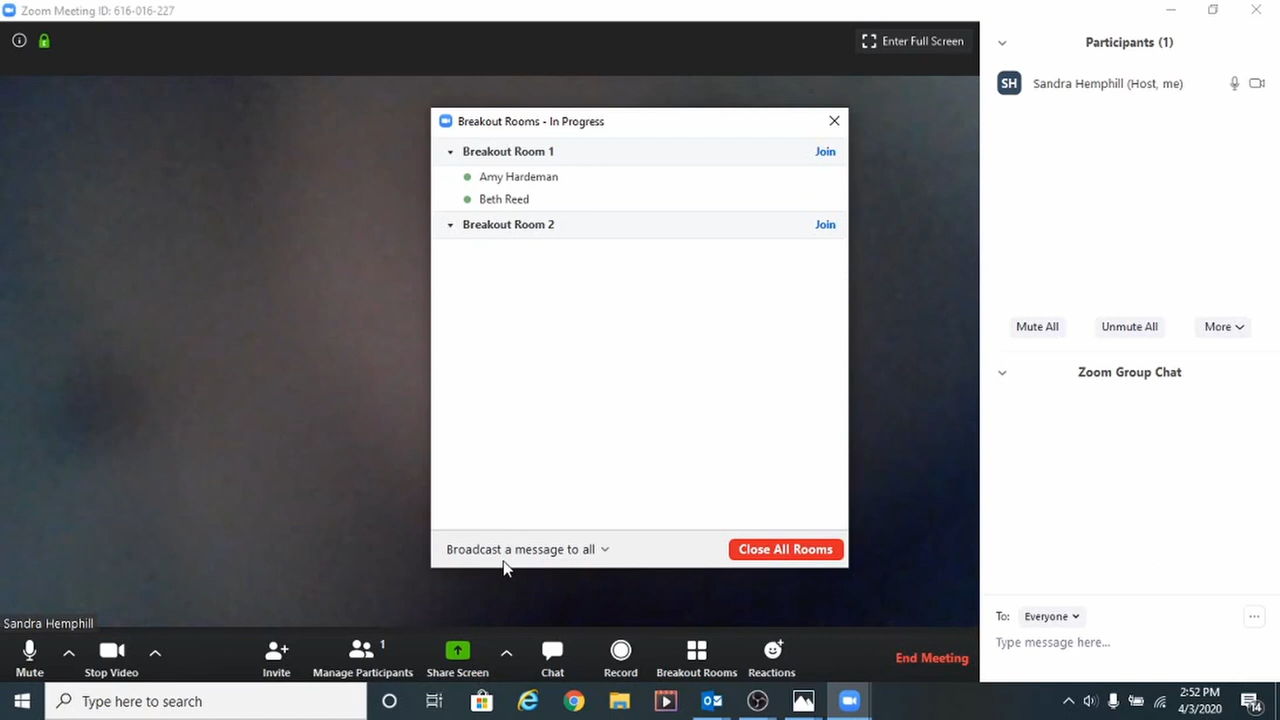 Zoom Meeting ID: 616-016-227
Enter Full Screen
Participants (1)
SH Sandra Hemphill (Host, me)
Breakout Rooms - In Progress
Breakout Room 1 Join
Amy Hardeman
Beth Reed
Breakout Room 2 Join
Mute All Unmute All More
Zoom Group Chat
Broadcast a message to all Close All Rooms
To: Everyone
Type message here...
Sandra Hemphill
1
Mute Stop Video Invite Manage Participants Share Screen Chat Record Breakout Rooms Reactions End Meeting
Type here to search
2:52 PM
4/3/2020
14